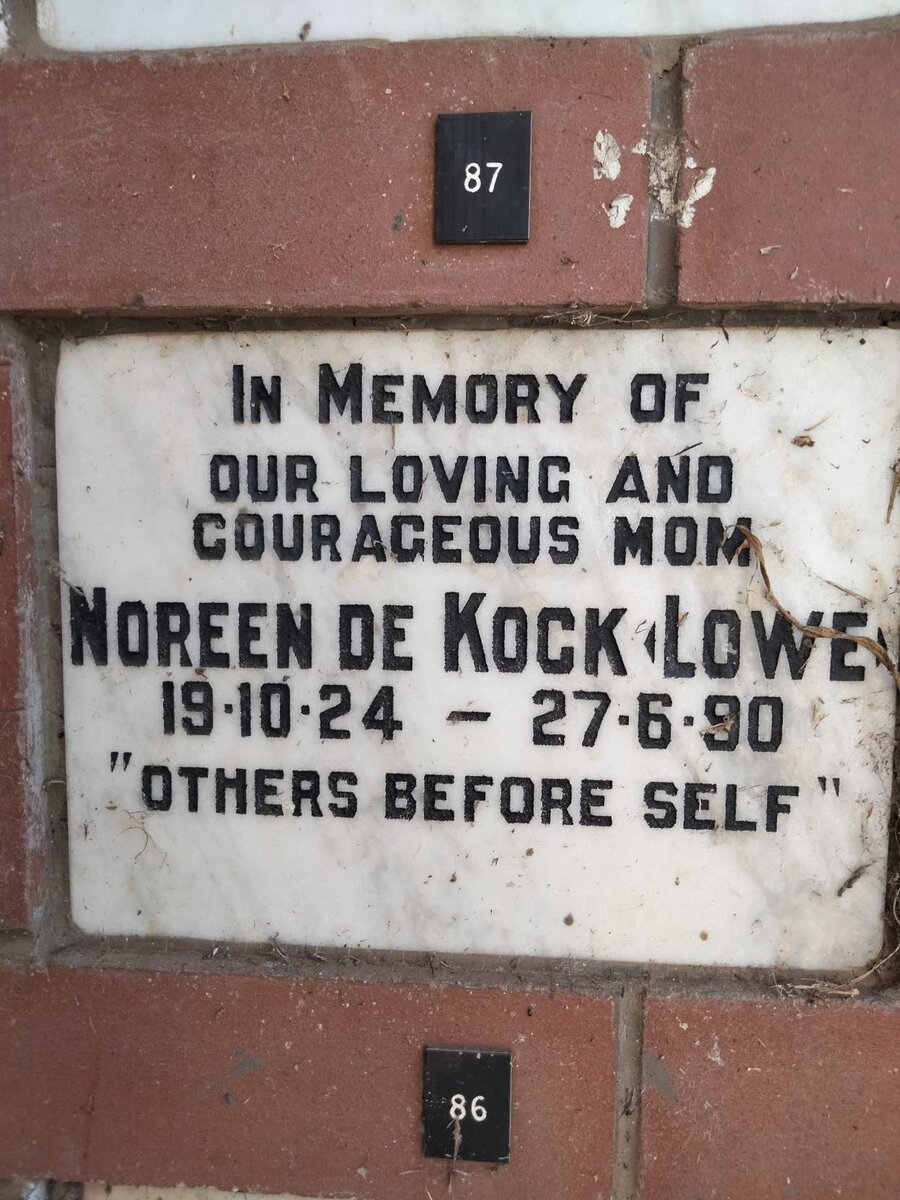 87
IN MEMORY OF
OUR LOVING AND
COURAGEOUS MOM
NOREEN DE KOCK (LOWE)
19·10·24 – 27·6·90
"OTHERS BEFORE SELF"
86